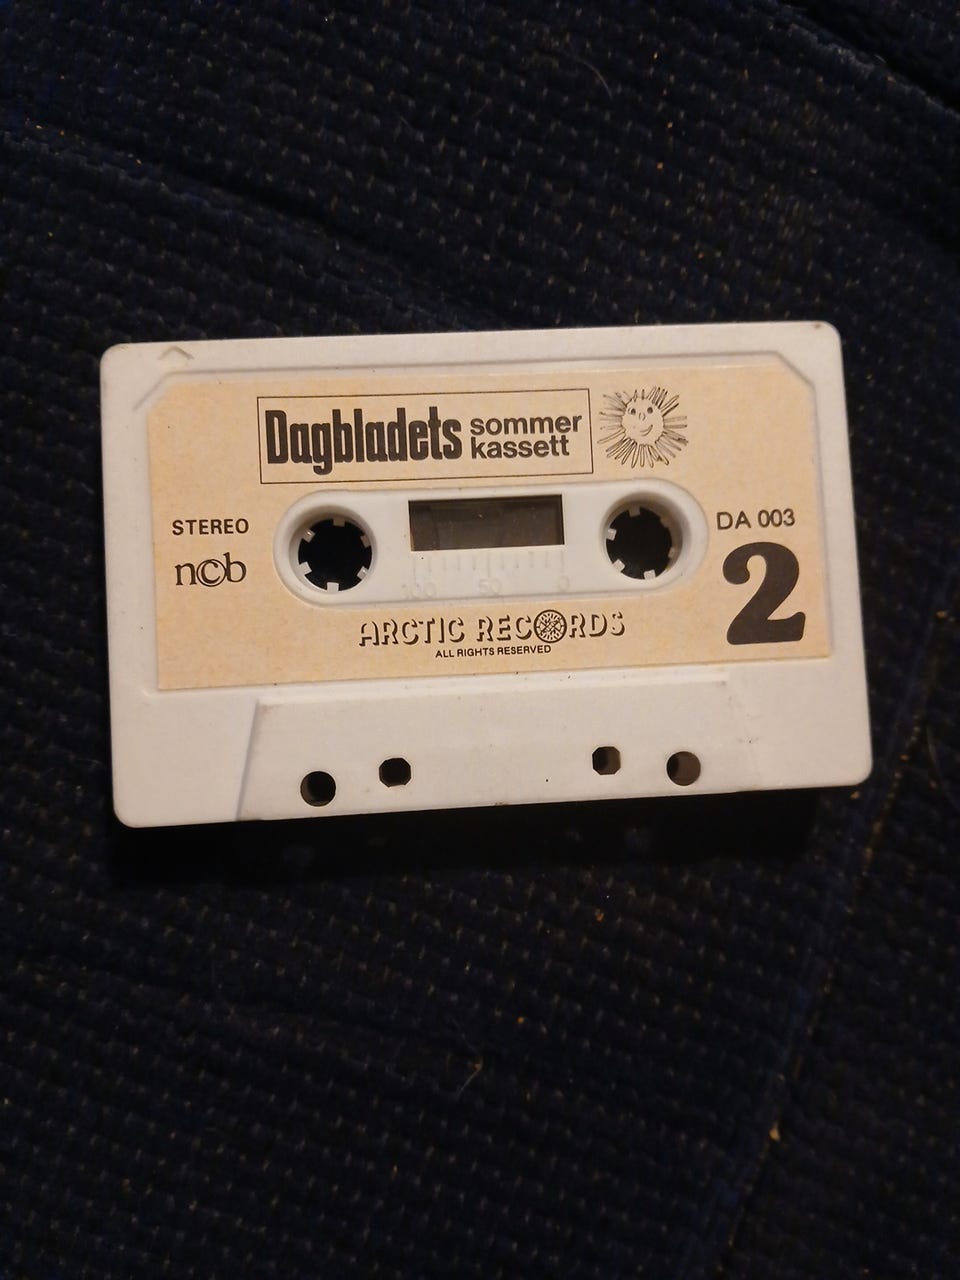 Dagbladets sommer
kassett
STEREO
ncb
DA 003
2
100 50 0
ARCTIC RECORDS
ALL RIGHTS RESERVED